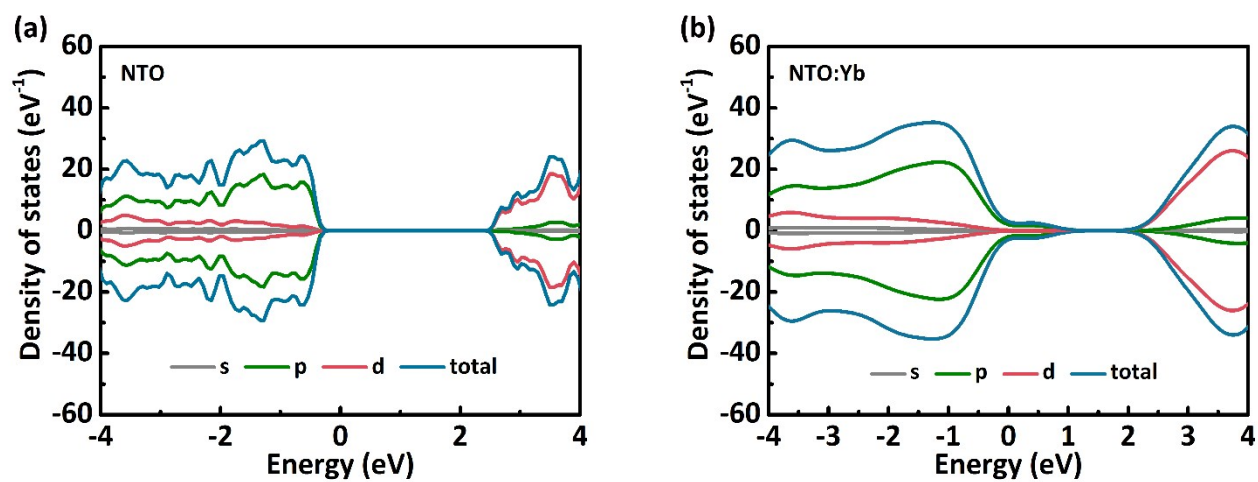 (a)
60
40
20
0
-20
-40
-60
Density of states (eV⁻¹)
NTO
s p d total
-4 -2 0 2 4
Energy (eV)
(b)
60
40
20
0
-20
-40
-60
Density of states (eV⁻¹)
NTO:Yb
s p d total
-4 -3 -2 -1 0 1 2 3 4
Energy (eV)